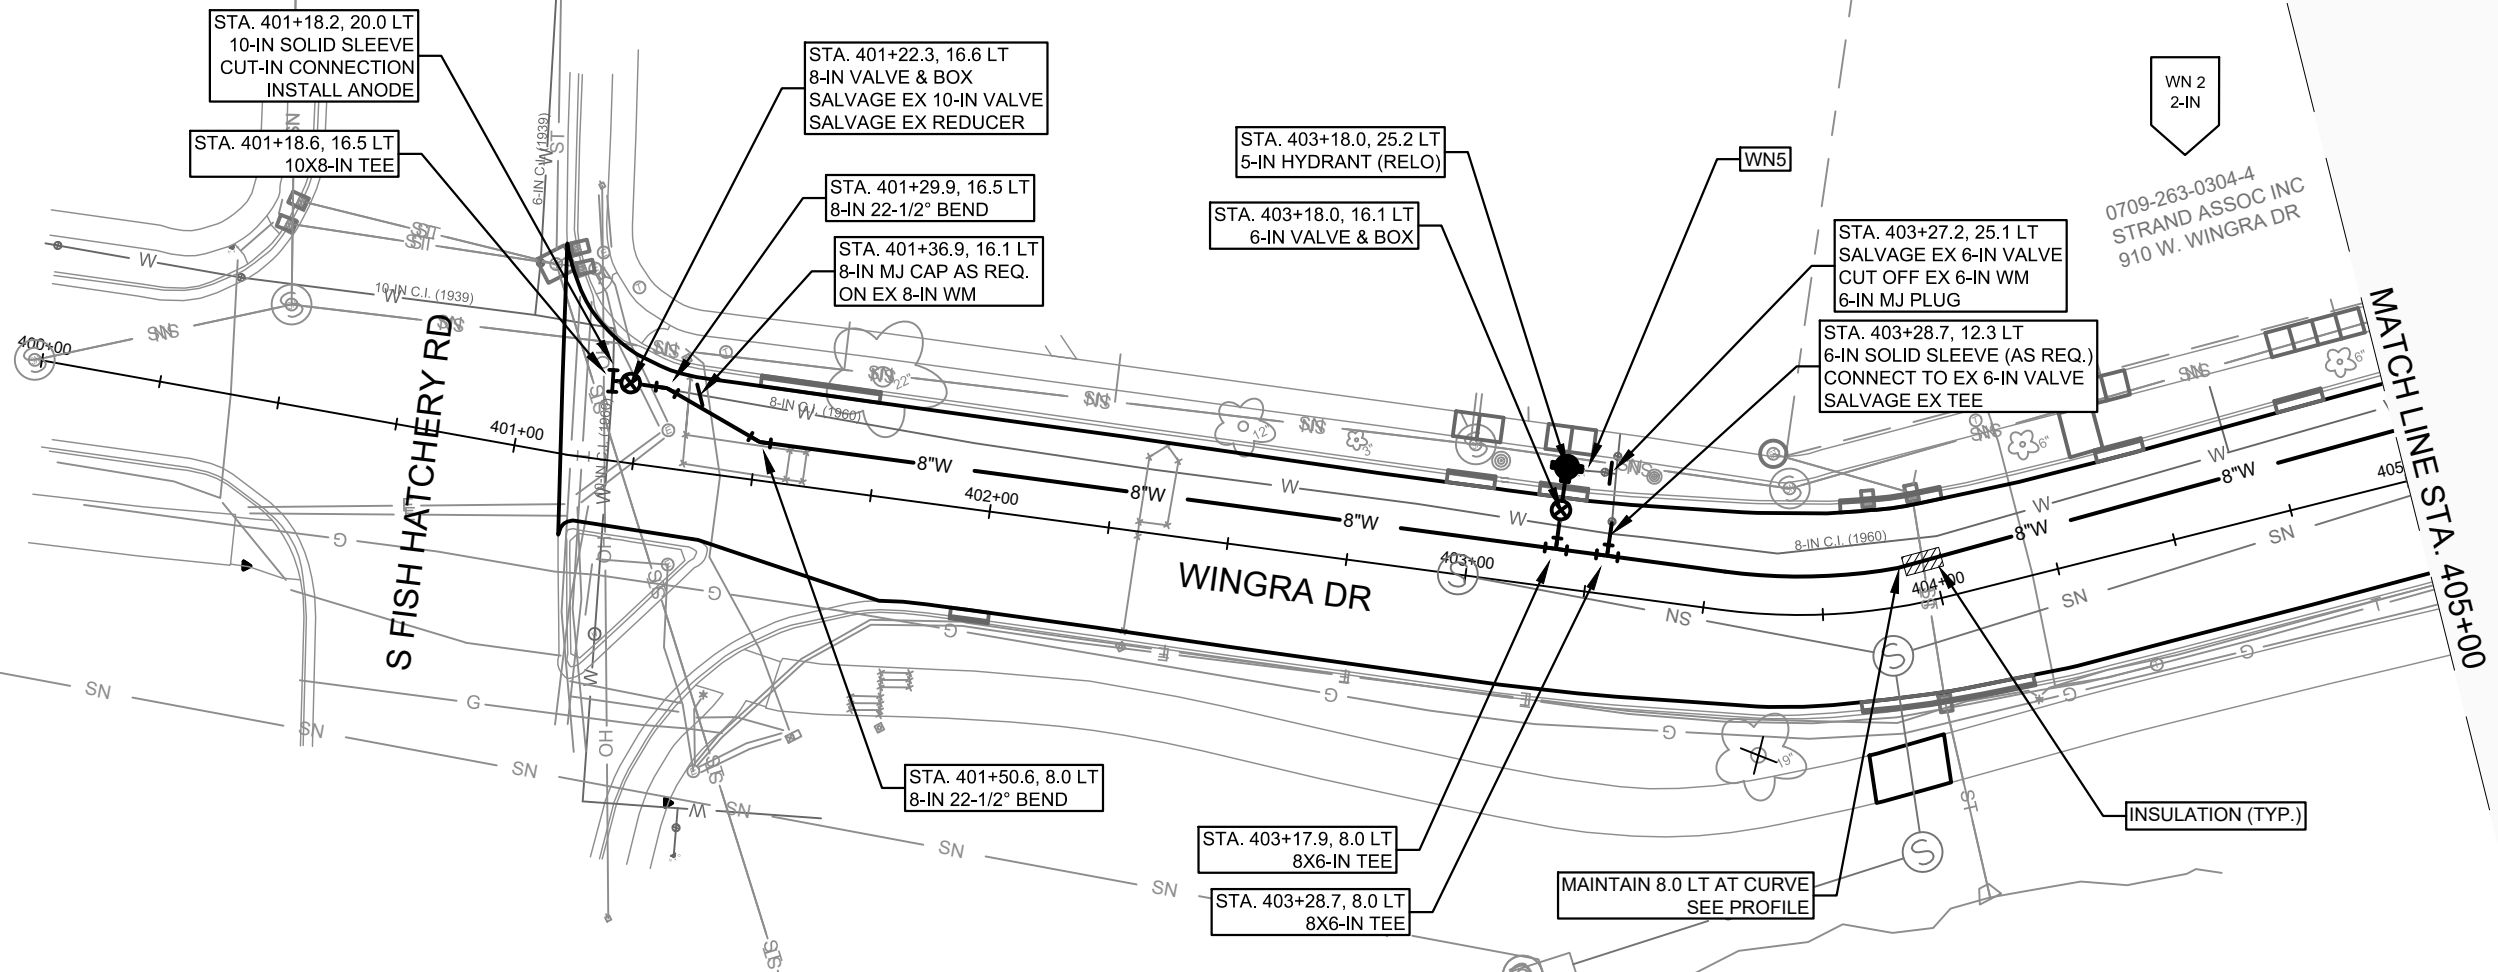 STA. 401+18.2, 20.0 LT
10-IN SOLID SLEEVE
CUT-IN CONNECTION
INSTALL ANODE
STA. 401+18.6, 16.5 LT
10X8-IN TEE
STA. 401+22.3, 16.6 LT
8-IN VALVE & BOX
SALVAGE EX 10-IN VALVE
SALVAGE EX REDUCER
STA. 401+29.9, 16.5 LT
8-IN 22-1/2° BEND
STA. 401+36.9, 16.1 LT
8-IN MJ CAP AS REQ.
ON EX 8-IN WM
STA. 403+18.0, 25.2 LT
5-IN HYDRANT (RELO)
STA. 403+18.0, 16.1 LT
6-IN VALVE & BOX
WN5
STA. 403+27.2, 25.1 LT
SALVAGE EX 6-IN VALVE
CUT OFF EX 6-IN WM
6-IN MJ PLUG
STA. 403+28.7, 12.3 LT
6-IN SOLID SLEEVE (AS REQ.)
CONNECT TO EX 6-IN VALVE
SALVAGE EX TEE
WN 2
2-IN
0709-263-0304-4
STRAND ASSOC INC
910 W. WINGRA DR
MATCH LINE STA. 405+00
6-IN C.I. (1939)
10-IN C.I. (1939)
8-IN C.I. (1960)
8-IN C.I. (1960)
400+00
401+00
402+00
403+00
404+00
405
8"W
8"W
8"W
8"W
8"W
22"
12"
3"
6"
6"
19"
S FISH HATCHERY RD
WINGRA DR
STA. 401+50.6, 8.0 LT
8-IN 22-1/2° BEND
STA. 403+17.9, 8.0 LT
8X6-IN TEE
STA. 403+28.7, 8.0 LT
8X6-IN TEE
MAINTAIN 8.0 LT AT CURVE
SEE PROFILE
INSULATION (TYP.)